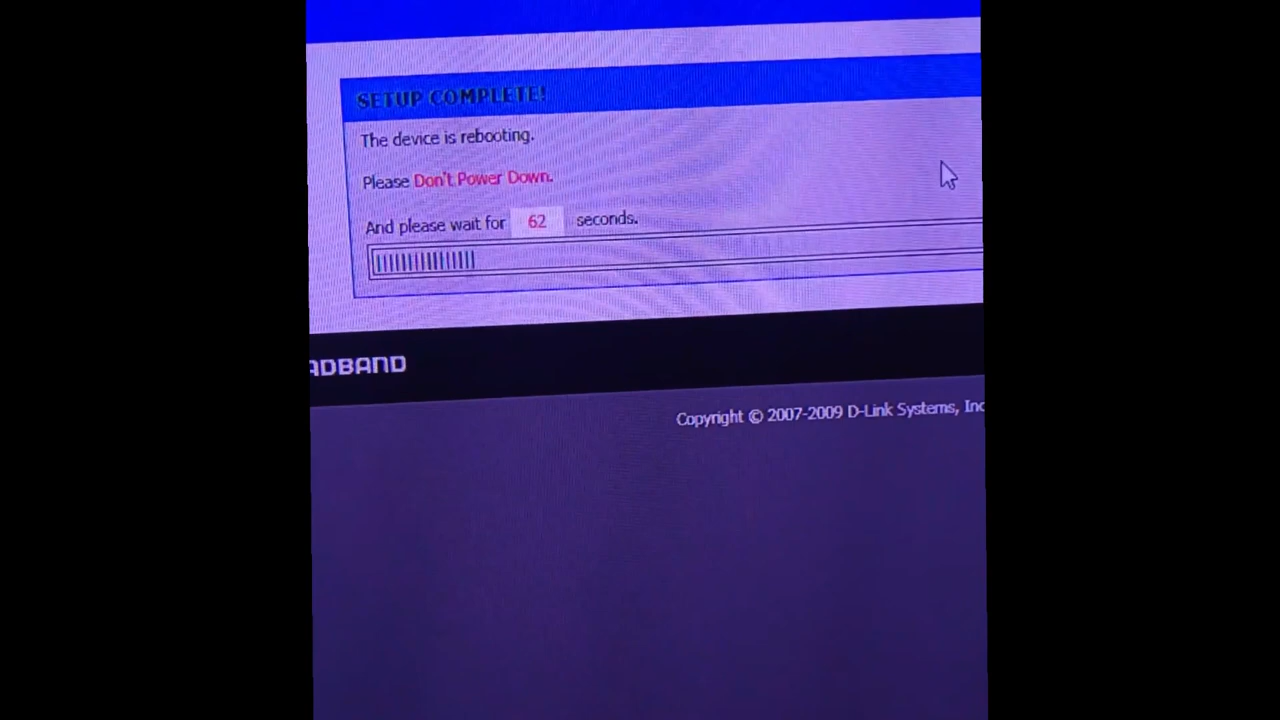 SETUP COMPLETE!
The device is rebooting.
Please Don't Power Down.
And please wait for 62 seconds.
ADBAND
Copyright © 2007-2009 D-Link Systems, Inc